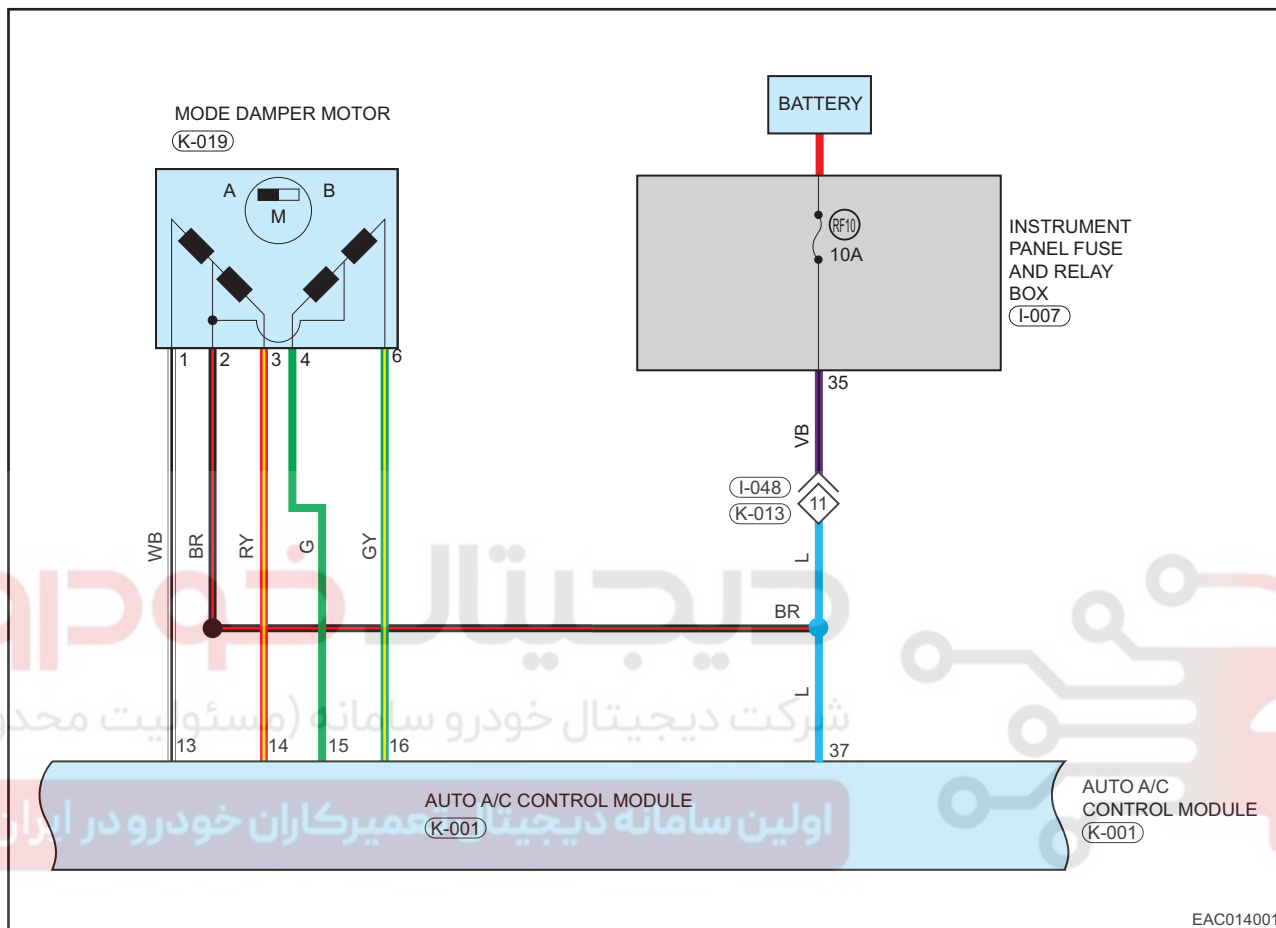 MODE DAMPER MOTOR
K-019
A
B
M
1
2
3
4
6
BATTERY
RF10
10A
INSTRUMENT
PANEL FUSE
AND RELAY
BOX
I-007
35
VB
I-048
K-013
11
WB
BR
RY
G
GY
L
BR
L
دیجیتال خودرو
شرکت دیجیتال خودرو سامانه (مسئولیت
13
14
15
16
37
AUTO A/C CONTROL MODULE
K-001
AUTO A/C
CONTROL MODULE
K-001
اولین سامانه دیجیتال تعمیرکاران خودرو در ایران
EAC014001